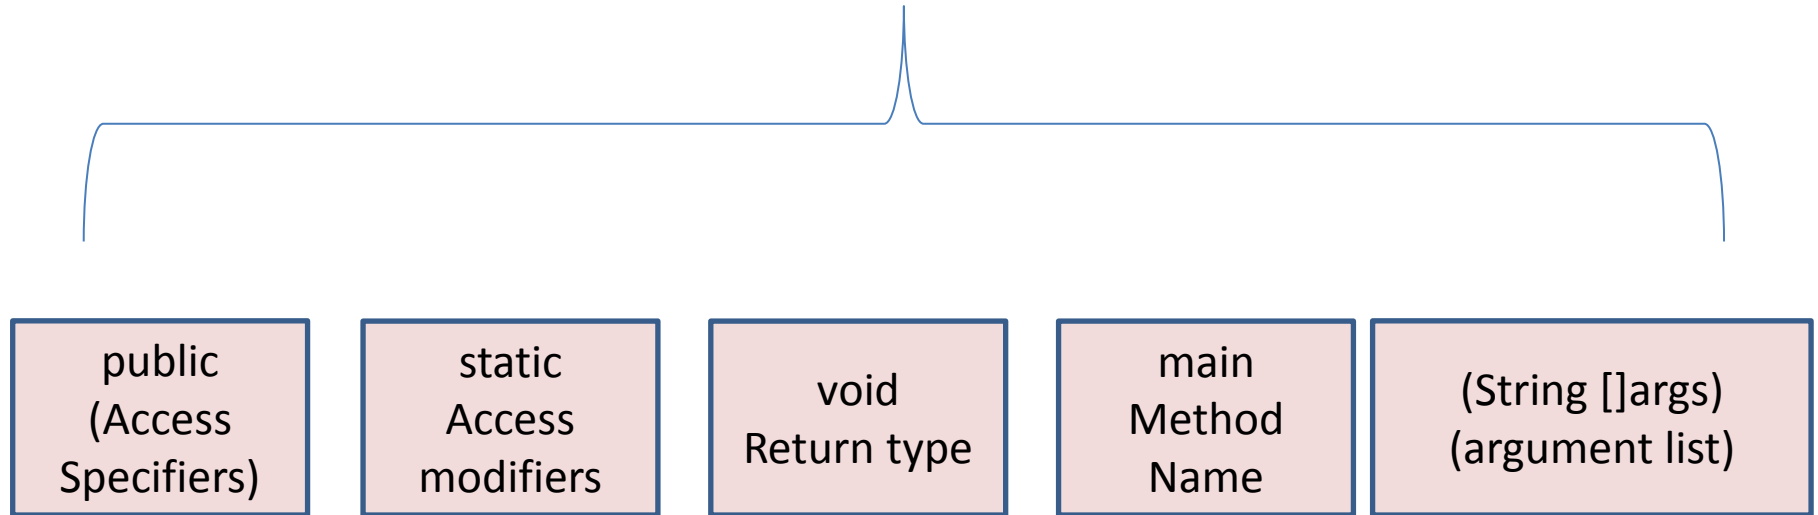 public
(Access
Specifiers)
static
Access
modifiers
void
Return type
main
Method
Name
(String []args)
(argument list)